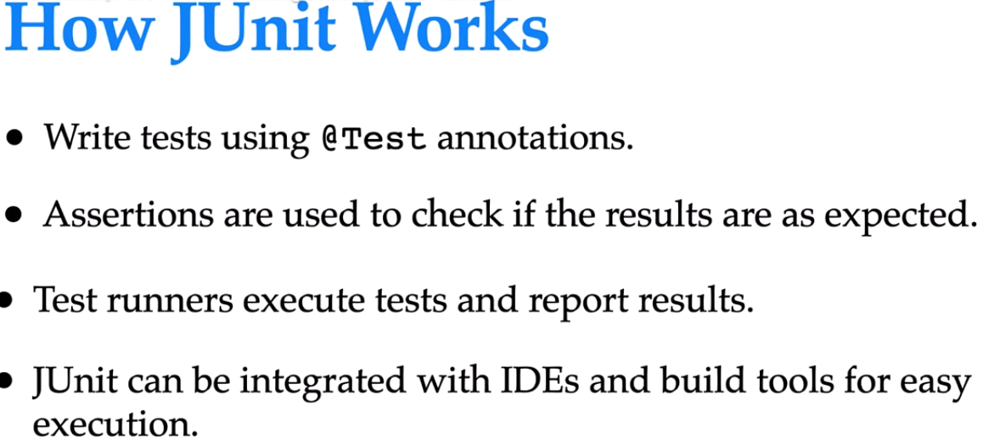 How JUnit Works
• Write tests using @Test annotations.
• Assertions are used to check if the results are as expected.
• Test runners execute tests and report results.
• JUnit can be integrated with IDEs and build tools for easy
execution.